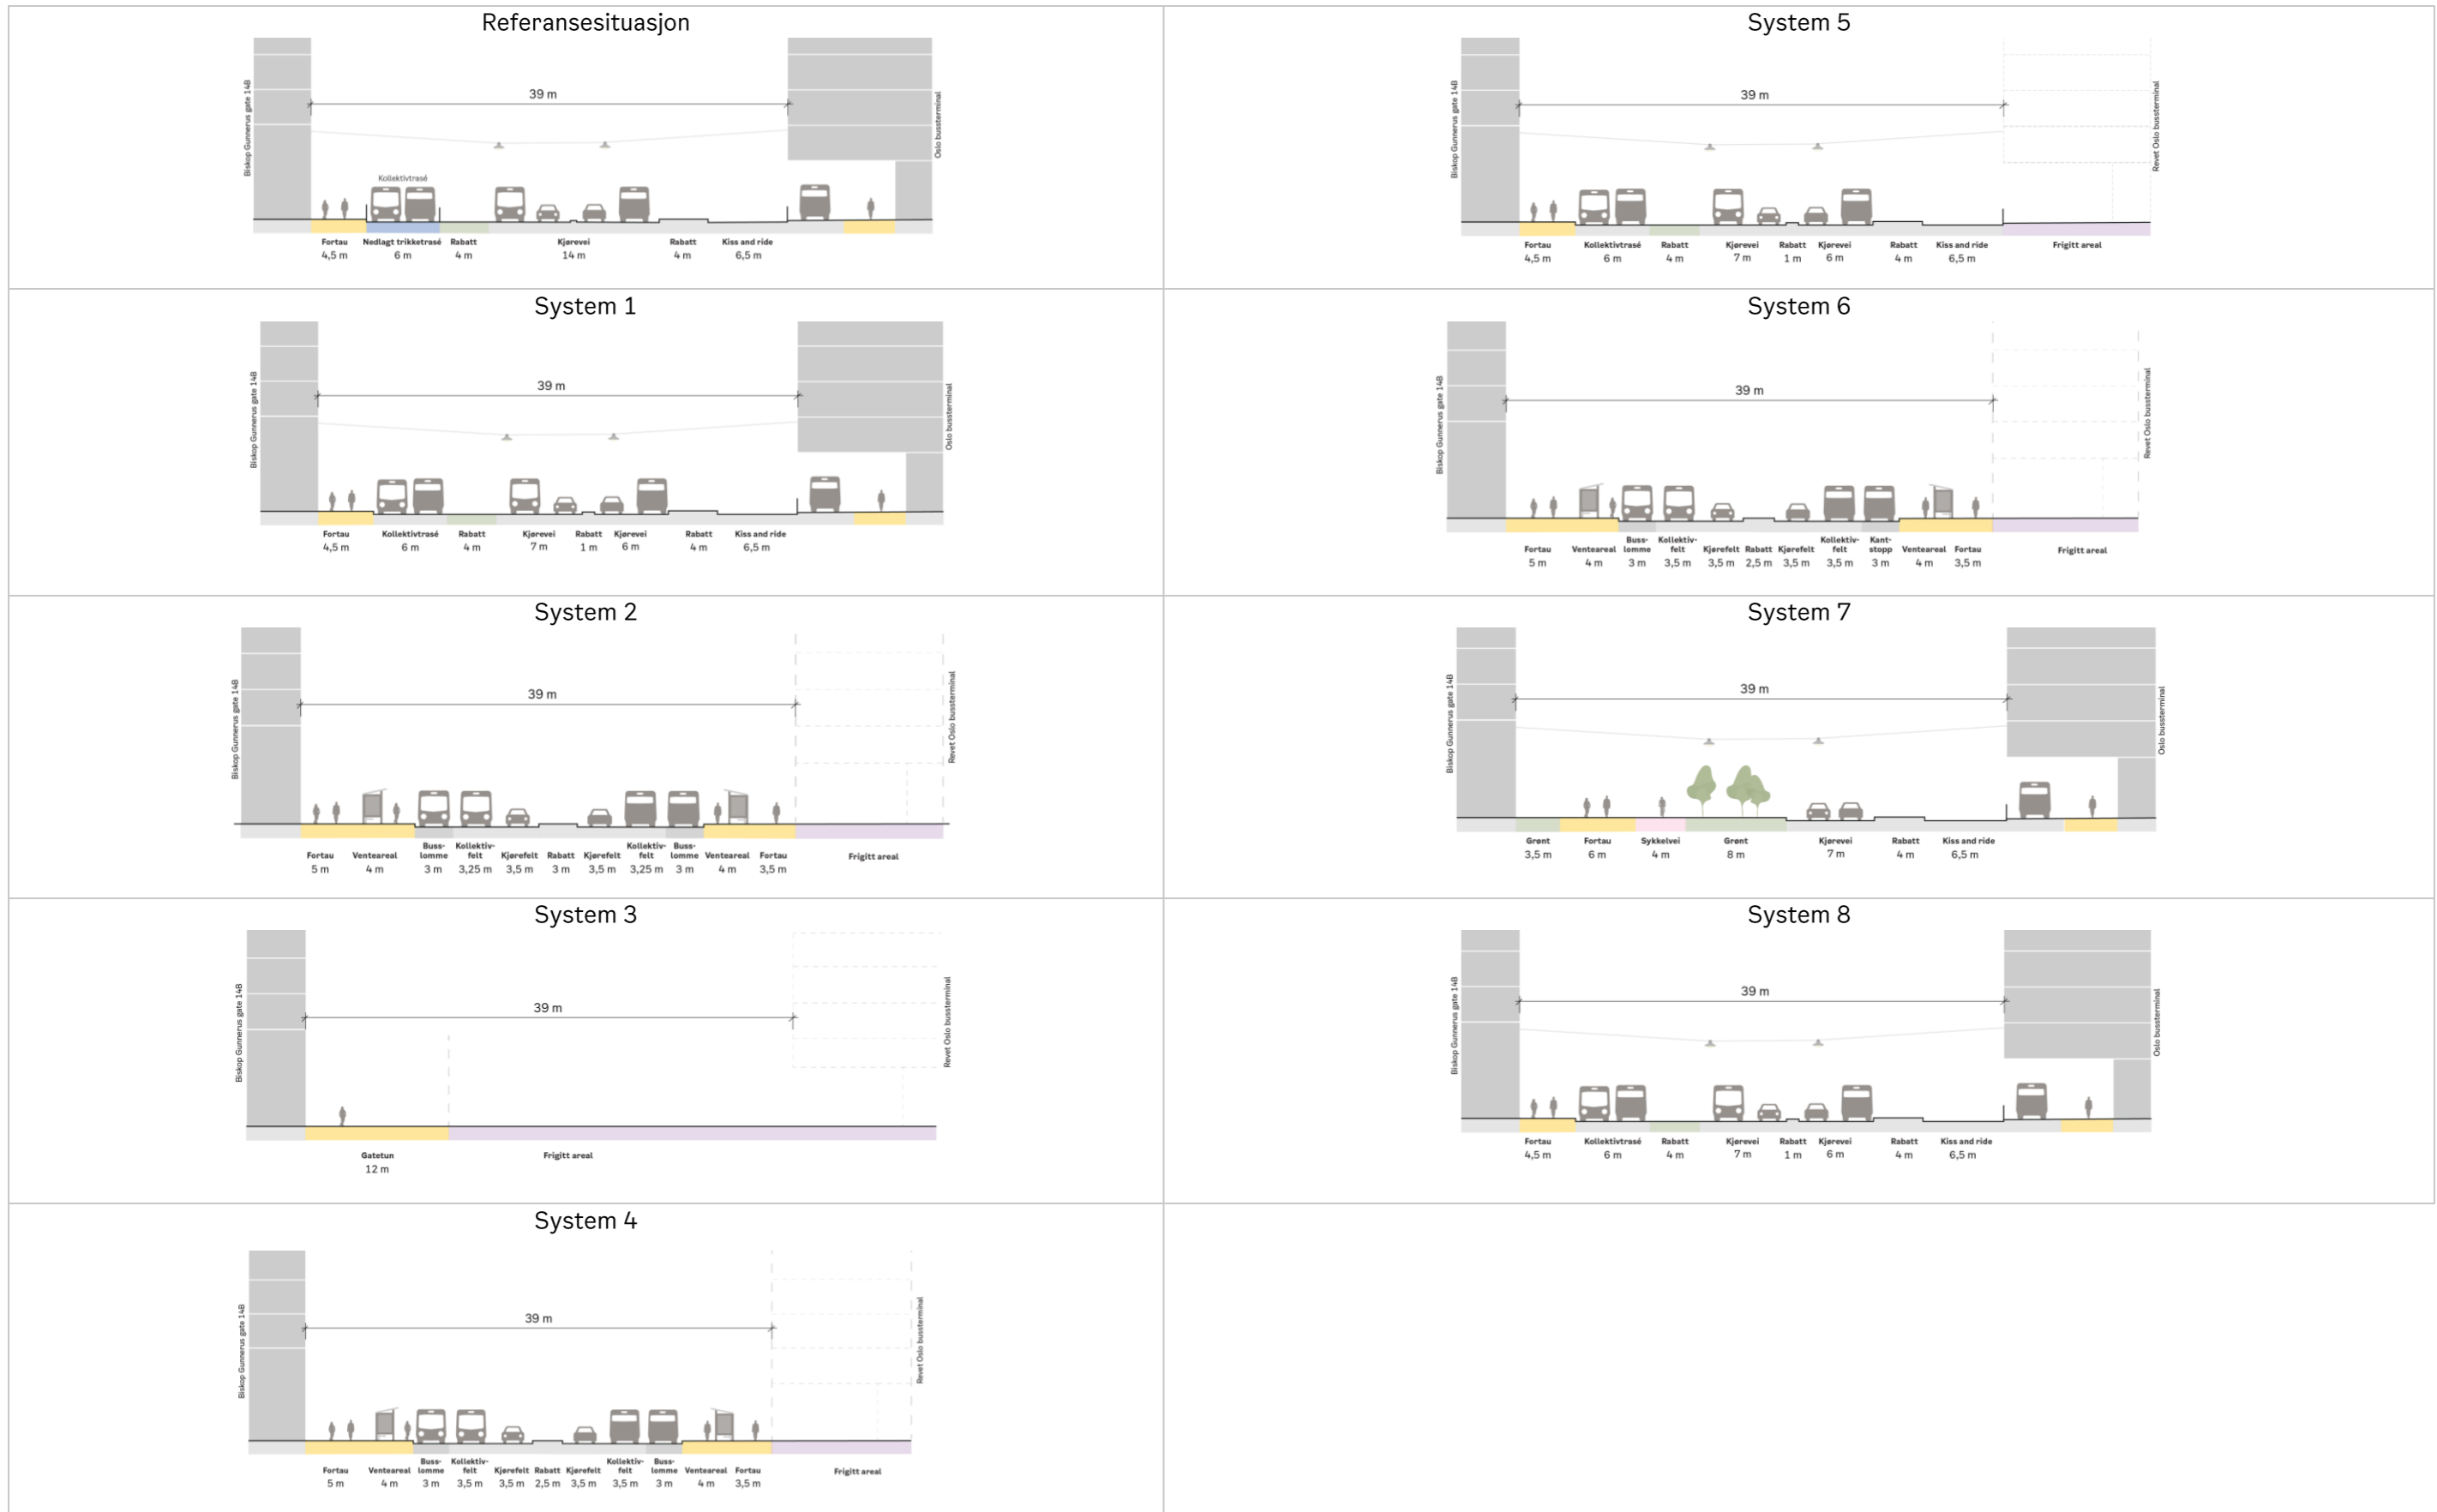 Referansesituasjon
Biskop Gunnerus gate 14B
39 m
Oslo bussterminal
Kollektivtrasé
Fortau Nedlagt trikketrasé Rabatt Kjørevei Rabatt Kiss and ride
4,5 m 6 m 4 m 14 m 4 m 6,5 m
System 1
Biskop Gunnerus gate 14B
39 m
Oslo bussterminal
Fortau Kollektivtrasé Rabatt Kjørevei Rabatt Kjørevei Rabatt Kiss and ride
4,5 m 6 m 4 m 7 m 1 m 6 m 4 m 6,5 m
System 2
Biskop Gunnerus gate 14B
39 m
Revet Oslo bussterminal
Fortau Venteareal Buss-lomme Kollektiv-felt Kjørefelt Rabatt Kjørefelt Kollektiv-felt Buss-lomme Venteareal Fortau Frigitt areal
5 m 4 m 3 m 3,25 m 3,5 m 3 m 3,5 m 3,25 m 3 m 4 m 3,5 m
System 3
Biskop Gunnerus gate 14B
39 m
Revet Oslo bussterminal
Gatetun Frigitt areal
12 m
System 4
Biskop Gunnerus gate 14B
39 m
Revet Oslo bussterminal
Fortau Venteareal Buss-lomme Kollektiv-felt Kjørefelt Rabatt Kjørefelt Kollektiv-felt Buss-lomme Venteareal Fortau Frigitt areal
5 m 4 m 3 m 3,5 m 3,5 m 2,5 m 3,5 m 3,5 m 3 m 4 m 3,5 m
System 5
Biskop Gunnerus gate 14B
39 m
Revet Oslo bussterminal
Fortau Kollektivtrasé Rabatt Kjørevei Rabatt Kjørevei Rabatt Kiss and ride Frigitt areal
4,5 m 6 m 4 m 7 m 1 m 6 m 4 m 6,5 m
System 6
Biskop Gunnerus gate 14B
39 m
Revet Oslo bussterminal
Fortau Venteareal Buss-lomme Kollektiv-felt Kjørefelt Rabatt Kjørefelt Kollektiv-felt Kant-stopp Venteareal Fortau Frigitt areal
5 m 4 m 3 m 3,5 m 3,5 m 2,5 m 3,5 m 3,5 m 3 m 4 m 3,5 m
System 7
Biskop Gunnerus gate 14B
39 m
Oslo bussterminal
Grønt Fortau Sykkelvei Grønt Kjørevei Rabatt Kiss and ride
3,5 m 6 m 4 m 8 m 7 m 4 m 6,5 m
System 8
Biskop Gunnerus gate 14B
39 m
Oslo bussterminal
Fortau Kollektivtrasé Rabatt Kjørevei Rabatt Kjørevei Rabatt Kiss and ride
4,5 m 6 m 4 m 7 m 1 m 6 m 4 m 6,5 m